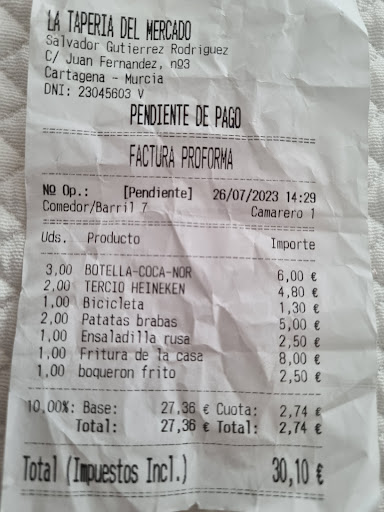 LA TAPERIA DEL MERCADO
Salvador Gutierrez Rodriguez
C/ Juan Fernandez, nº3
Cartagena - Murcia
DNI: 23045603 V
PENDIENTE DE PAGO
FACTURA PROFORMA
Nº Op.: [Pendiente] 26/07/2023 14:29
Comedor/Barril 7 Camarero 1
Uds. Producto Importe
3,00 BOTELLA-COCA-NOR 6,00 €
2,00 TERCIO HEINEKEN 4,80 €
1,00 Bicicleta 1,30 €
2,00 Patatas brabas 5,00 €
1,00 Ensaladilla rusa 2,50 €
1,00 Fritura de la casa 8,00 €
1,00 boqueron frito 2,50 €
10,00%: Base: 27,36 € Cuota: 2,74 €
Total: 27,36 € Total: 2,74 €
Total (Impuestos Incl.) 30,10 €